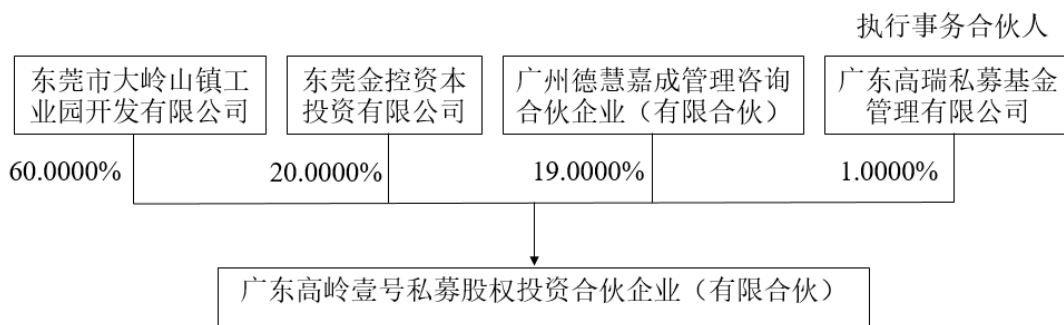 执行事务合伙人
东莞市大岭山镇工
业园开发有限公司
东莞金控资本
投资有限公司
广州德慧嘉成管理咨询
合伙企业（有限合伙）
广东高瑞私募基金
管理有限公司
60.0000%
20.0000%
19.0000%
1.0000%
广东高岭壹号私募股权投资合伙企业（有限合伙）